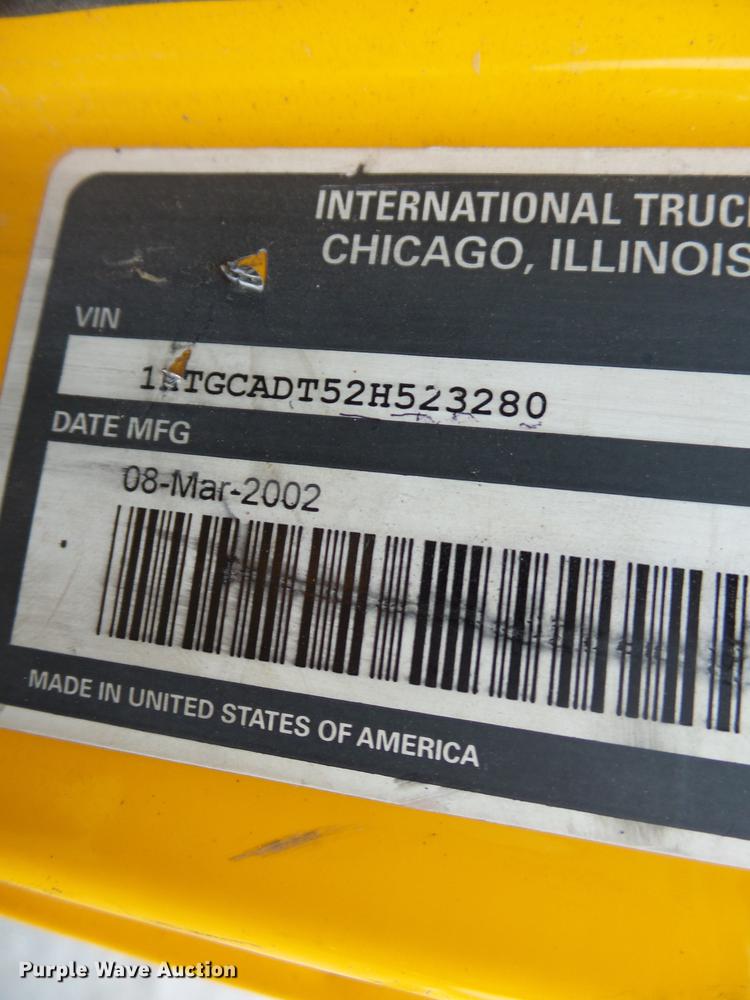 INTERNATIONAL TRUC
CHICAGO, ILLINOIS
VIN
1HTGCADT52H523280
DATE MFG
08-Mar-2002
MADE IN UNITED STATES OF AMERICA
Purple Wave Auction